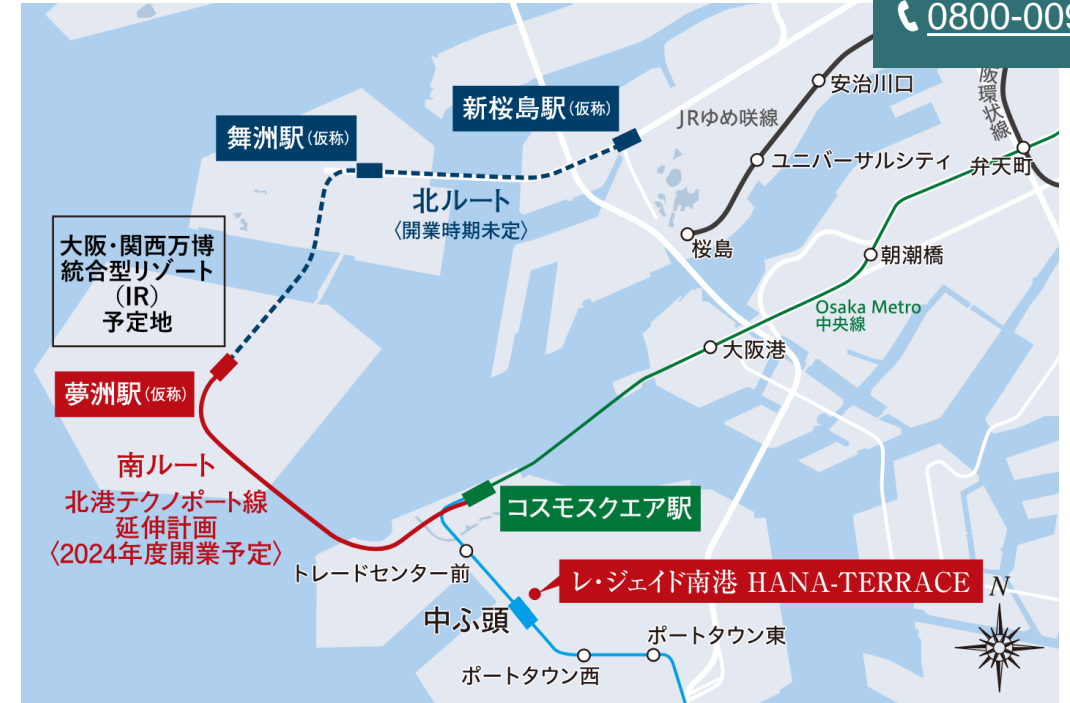 0800-009
安治川口
阪環状線
新桜島駅(仮称)
JRゆめ咲線
舞洲駅(仮称)
ユニバーサルシティ
弁天町
北ルート
〈開業時期未定〉
桜島
朝潮橋
大阪・関西万博
統合型リゾート
(IR)
予定地
Osaka Metro
中央線
大阪港
夢洲駅(仮称)
南ルート
北港テクノポート線
延伸計画
〈2024年度開業予定〉
コスモスクエア駅
トレードセンター前
レ・ジェイド南港 HANA-TERRACE
N
中ふ頭
ポートタウン東
ポートタウン西